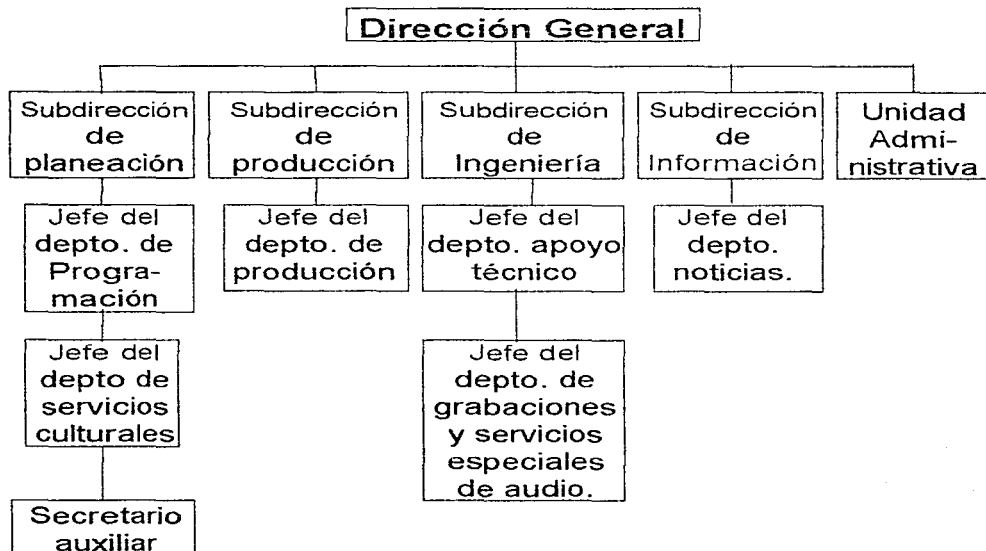 Dirección General
Subdirección
de
planeación
Subdirección
de
producción
Subdirección
de
Ingeniería
Subdirección
de
Información
Unidad
Admi-
nistrativa
Jefe del
depto. de
Progra-
mación
Jefe del
depto. de
producción
Jefe del
depto. apoyo
técnico
Jefe del
depto.
noticias.
Jefe del
depto de
servicios
culturales
Jefe del
depto. de
grabaciones
y servicios
especiales
de audio.
Secretario
auxiliar